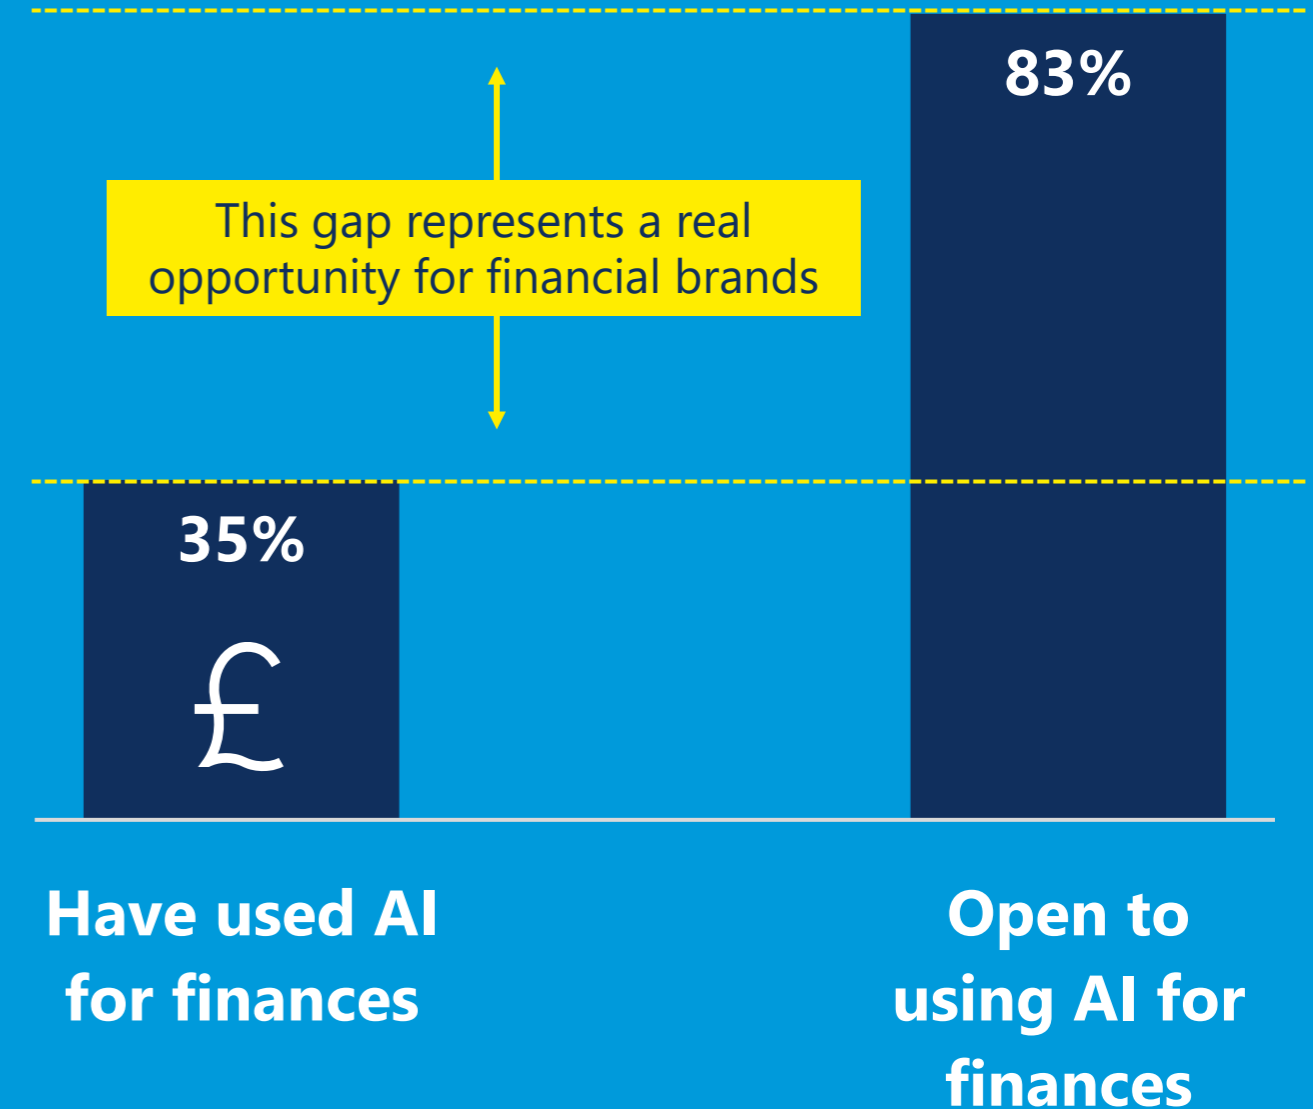 83%
This gap represents a real
opportunity for financial brands
35%
£
Have used AI
for finances
Open to
using AI for
finances